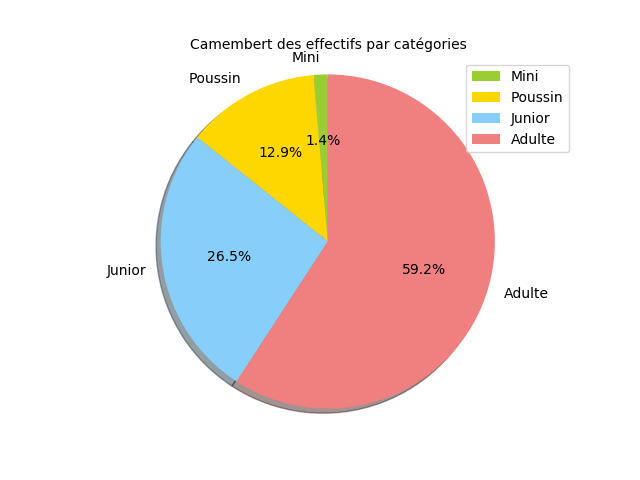 Camembert des effectifs par catégories
Mini
Poussin
Junior
Adulte
1.4%
12.9%
26.5%
59.2%
Mini
Poussin
Junior
Adulte